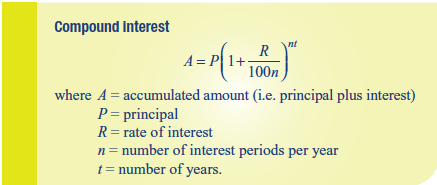 Compound Interest
A = P(1 + R/100n)^nt
where A = accumulated amount (i.e. principal plus interest)
P = principal
R = rate of interest
n = number of interest periods per year
t = number of years.